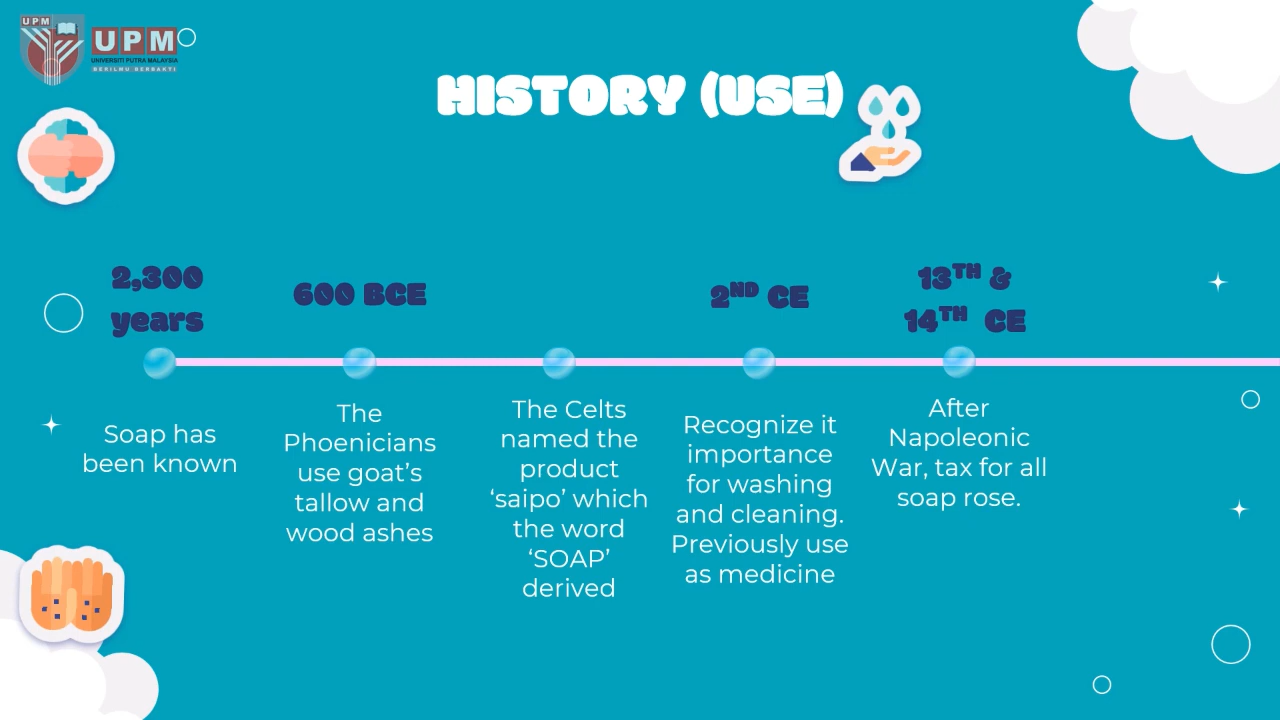 UPM
UPM
UNIVERSITI PUTRA MALAYSIA
BERILMU BERBAKTI
HISTORY (USE)
2,300
years
Soap has
been known
600 BCE
The
Phoenicians
use goat's
tallow and
wood ashes
The Celts
named the
product
'saipo' which
the word
'SOAP'
derived
2ND CE
Recognize it
importance
for washing
and cleaning.
Previously use
as medicine
13TH &
14TH CE
After
Napoleonic
War, tax for all
soap rose.